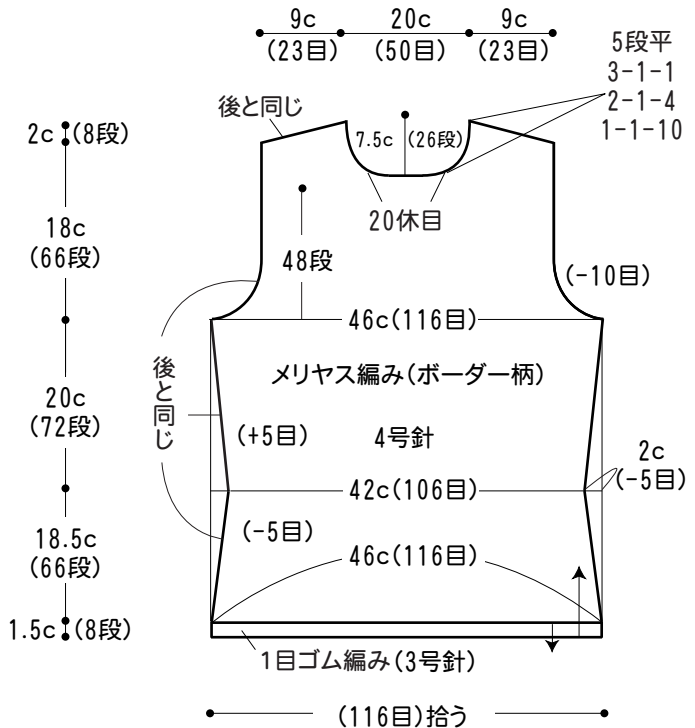 9c 20c 9c
(23目) (50目) (23目)
5段平
3-1-1
2-1-4
1-1-10
後と同じ
2c (8段)
7.5c (26段)
20休目
18c
(66段)
48段
(-10目)
46c(116目)
後と同じ
メリヤス編み(ボーダー柄)
20c
(72段)
(+5目)
4号針
2c
(-5目)
42c(106目)
(-5目)
18.5c
(66段)
46c(116目)
1.5c (8段)
1目ゴム編み(3号針)
(116目)拾う